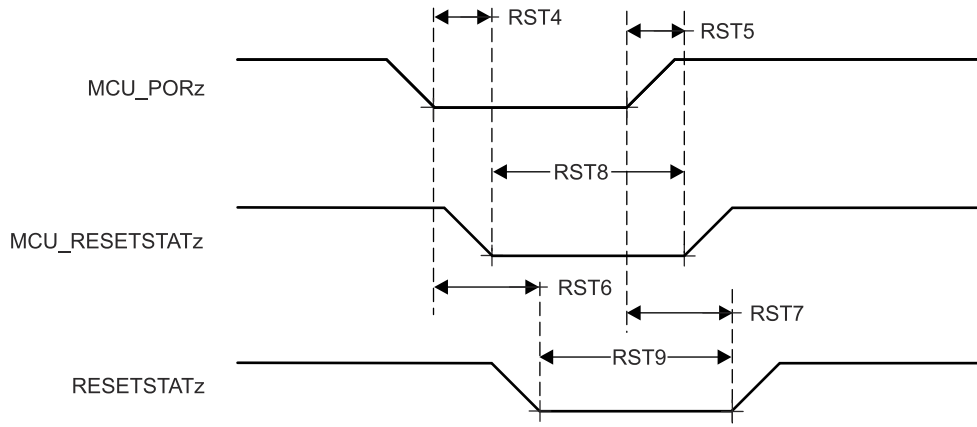 RST4
RST5
MCU_PORz
RST8
MCU_RESETSTATz
RST6
RST7
RST9
RESETSTATz